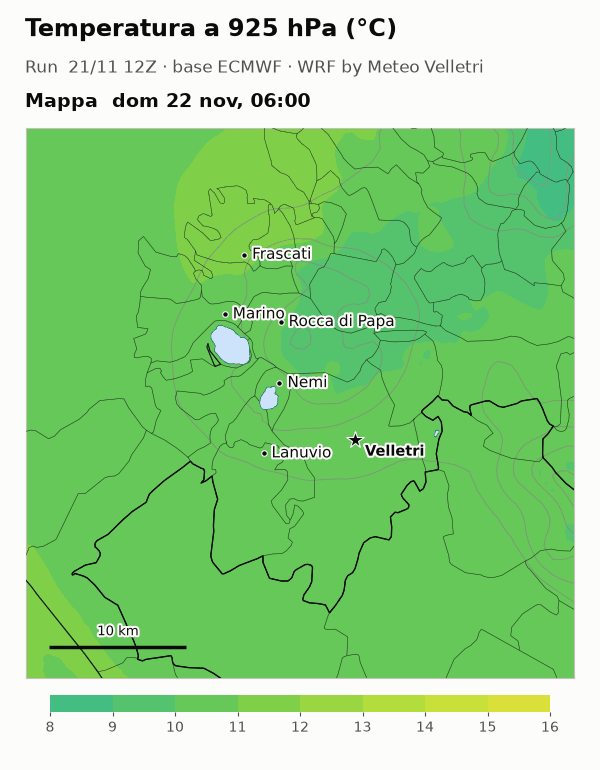 Temperatura a 925 hPa (°C)
Run  21/11 12Z · base ECMWF · WRF by Meteo Velletri
Mappa  dom 22 nov, 06:00
Frascati
Marino
Rocca di Papa
Nemi
Velletri
Lanuvio
10 km
8 9 10 11 12 13 14 15 16